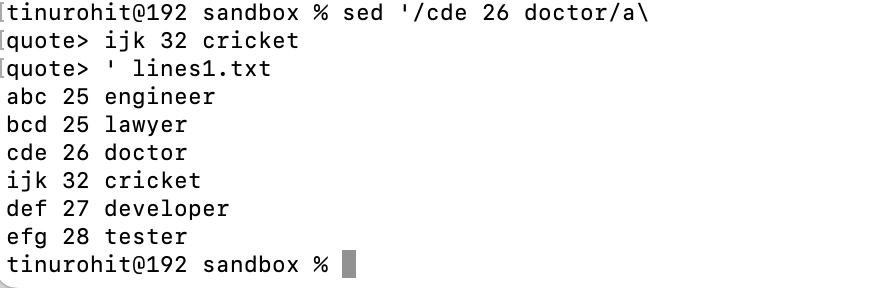 tinurohit@192 sandbox % sed '/cde 26 doctor/a\
quote> ijk 32 cricket
quote> ' lines1.txt
abc 25 engineer
bcd 25 lawyer
cde 26 doctor
ijk 32 cricket
def 27 developer
efg 28 tester
tinurohit@192 sandbox %